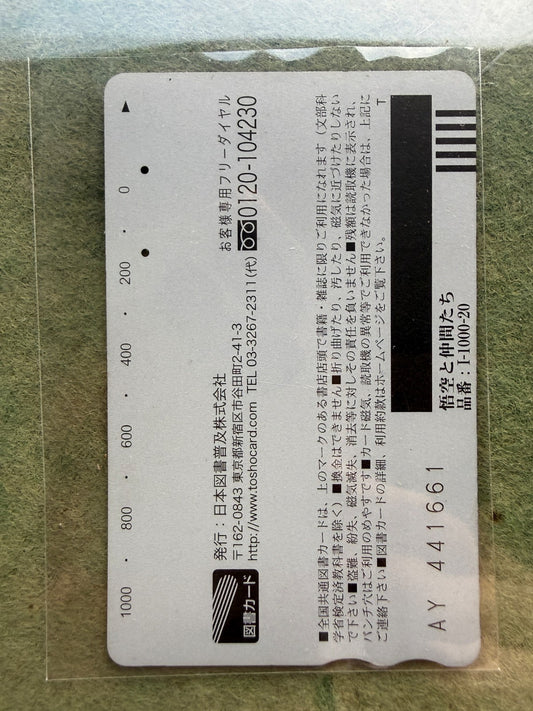 1000 800 600 400 200 0
図書カード
発行：日本図書普及株式会社
〒162-0843 東京都新宿区市谷田町2-41-3
http://www.toshocard.com TEL 03-3267-2311(代)
お客様専用フリーダイヤル
0120-104230
■全国共通図書カードは、上のマークのある書店店頭で書籍・雑誌に限りご利用になれます（文部科
学省検定済教科書を除く）■換金はできません■折り曲げたり、汚したり、磁気に近づけたりしない
で下さい■盗難、紛失、磁気減失、消去等に対しその責任を負いません■残額は読取機に表示され、
パンチ穴はご利用のめやすです■カード磁気、読取機の異常等でご利用できなかった場合は、上記に
ご連絡下さい■図書カードの詳細、利用約款はホームページをご覧下さい。
T
AY 441661
悟空と仲間たち
品番：1-1000-20